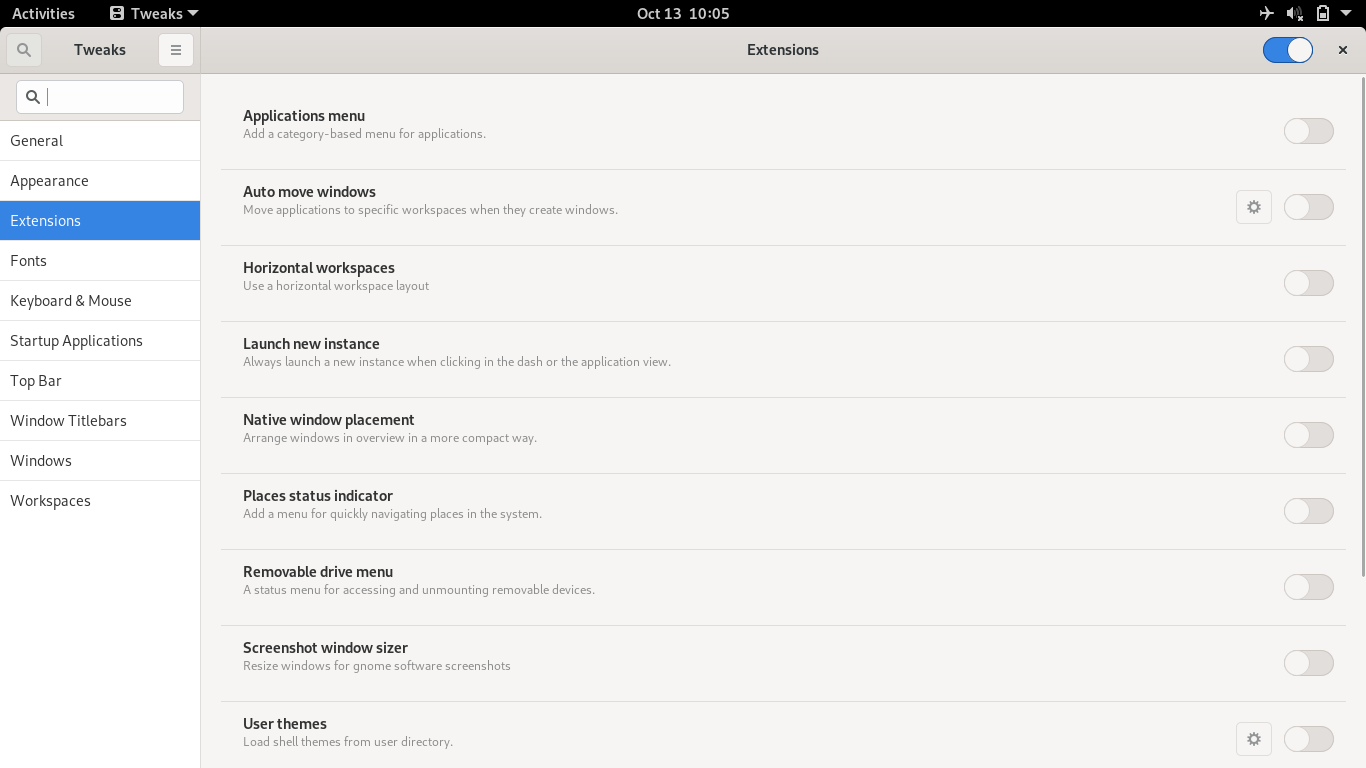 Activities
Tweaks
Oct 13 10:05
Tweaks
Extensions
General
Appearance
Extensions
Fonts
Keyboard & Mouse
Startup Applications
Top Bar
Window Titlebars
Windows
Workspaces
Applications menu
Add a category-based menu for applications.
Auto move windows
Move applications to specific workspaces when they create windows.
Horizontal workspaces
Use a horizontal workspace layout
Launch new instance
Always launch a new instance when clicking in the dash or the application view.
Native window placement
Arrange windows in overview in a more compact way.
Places status indicator
Add a menu for quickly navigating places in the system.
Removable drive menu
A status menu for accessing and unmounting removable devices.
Screenshot window sizer
Resize windows for gnome software screenshots
User themes
Load shell themes from user directory.